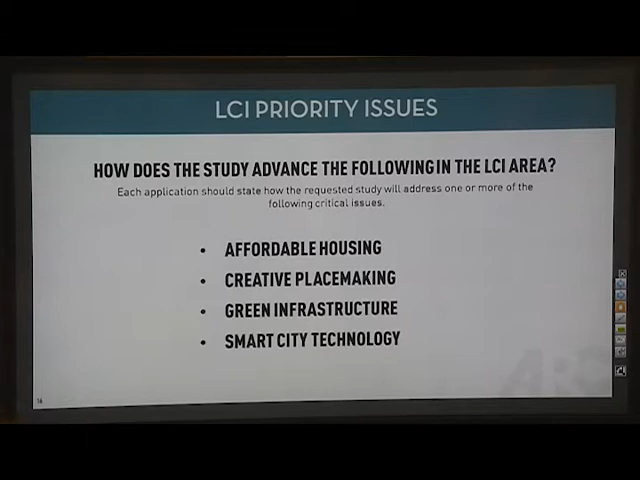 LCI PRIORITY ISSUES
HOW DOES THE STUDY ADVANCE THE FOLLOWING IN THE LCI AREA?
Each application should state how the requested study will address one or more of the
following critical issues.
• AFFORDABLE HOUSING
• CREATIVE PLACEMAKING
• GREEN INFRASTRUCTURE
• SMART CITY TECHNOLOGY
ARC
16